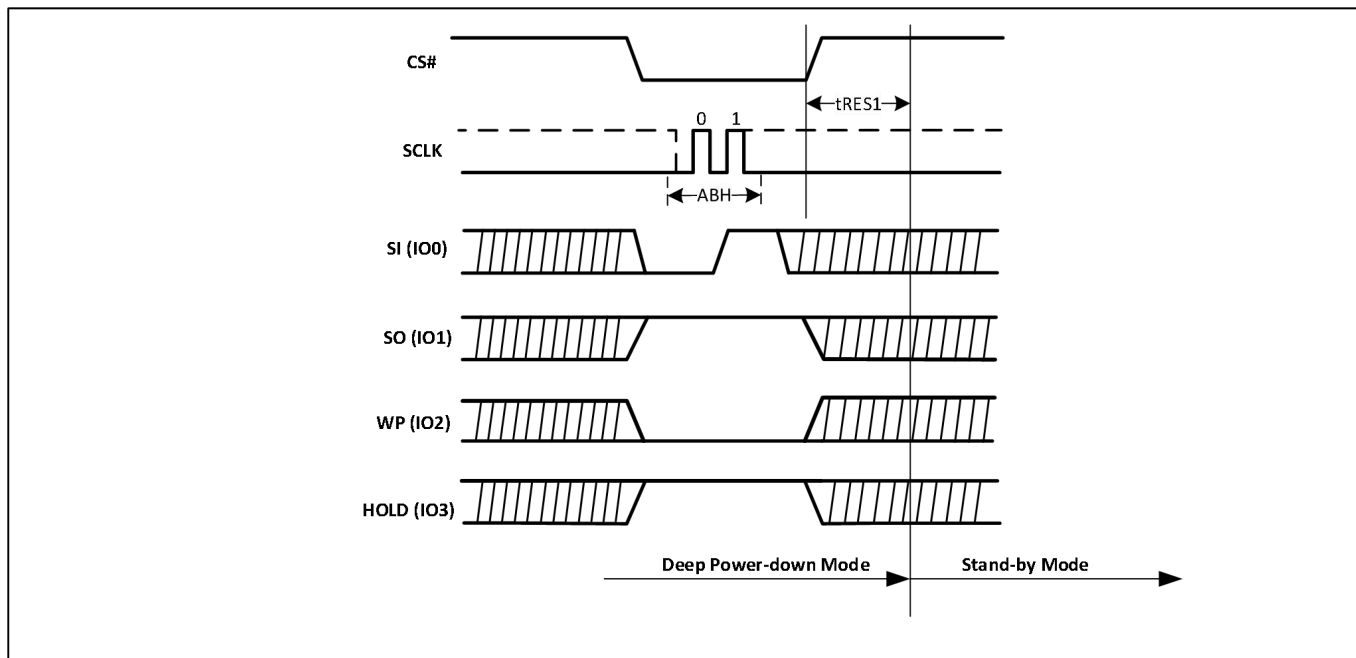 CS#
tRES1
0 1
SCLK
ABH
SI (IO0)
SO (IO1)
WP (IO2)
HOLD (IO3)
Deep Power-down Mode Stand-by Mode